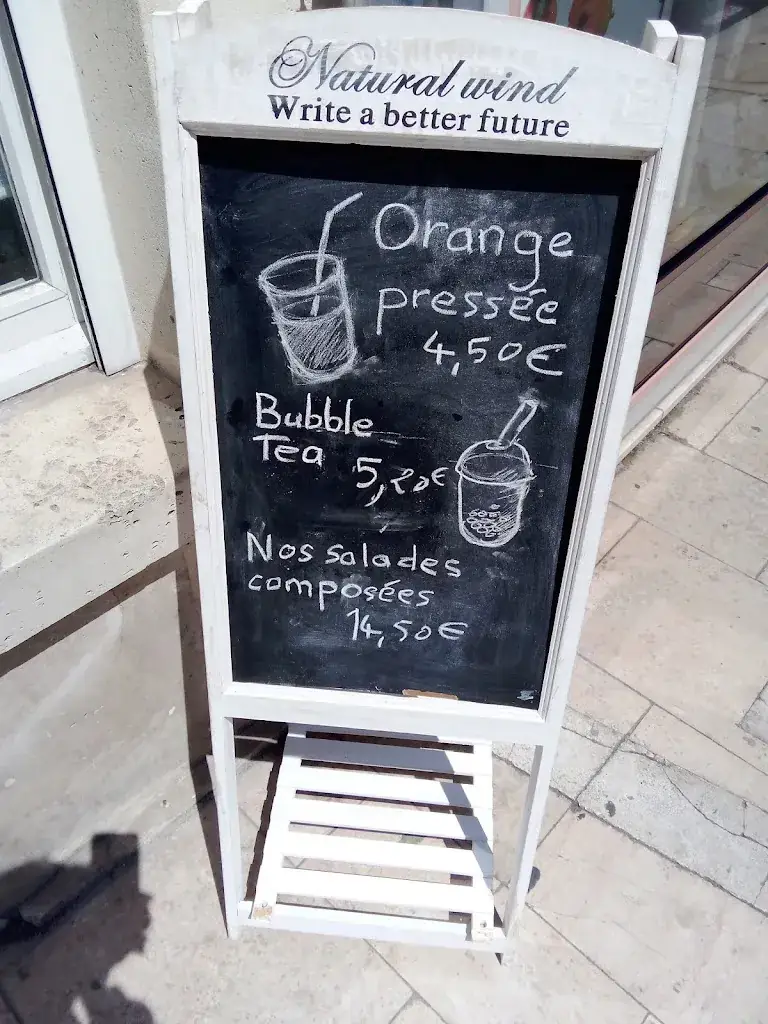 Natural wind
Write a better future
Orange
pressée
4,50€
Bubble
Tea 5,20€
Nos salades
composées
14,50€